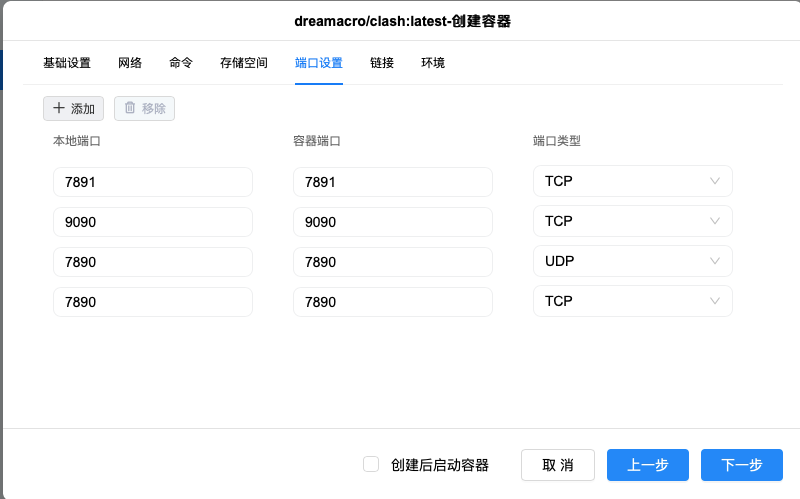 dreamacro/clash:latest-创建容器
基础设置 网络 命令 存储空间 端口设置 链接 环境
添加 移除
本地端口 容器端口 端口类型
7891 7891 TCP
9090 9090 TCP
7890 7890 UDP
7890 7890 TCP
创建后启动容器 取 消 上一步 下一步